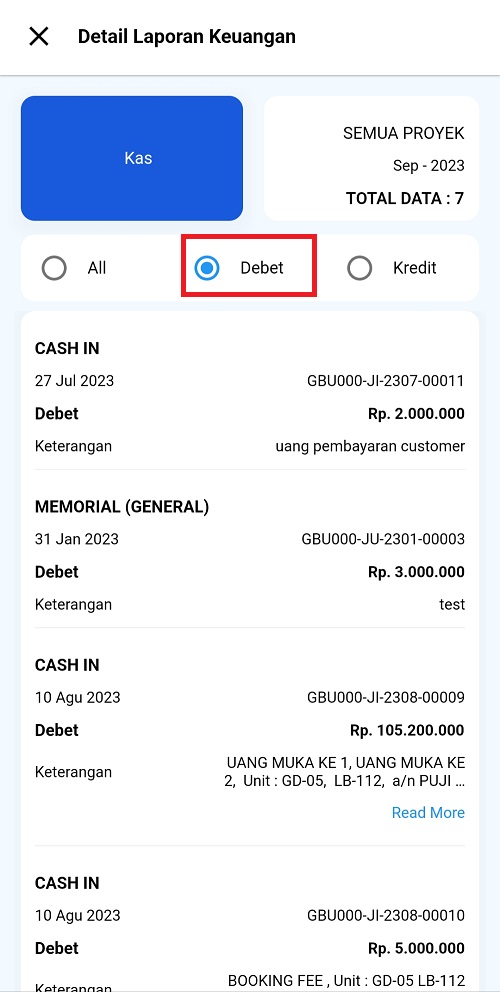 Detail Laporan Keuangan
Kas
SEMUA PROYEK
Sep - 2023
TOTAL DATA : 7
All Debet Kredit
CASH IN
27 Jul 2023 GBU000-JI-2307-00011
Debet Rp. 2.000.000
Keterangan uang pembayaran customer
MEMORIAL (GENERAL)
31 Jan 2023 GBU000-JU-2301-00003
Debet Rp. 3.000.000
Keterangan test
CASH IN
10 Agu 2023 GBU000-JI-2308-00009
Debet Rp. 105.200.000
Keterangan UANG MUKA KE 1, UANG MUKA KE
2, Unit : GD-05, LB-112, a/n PUJI ...
Read More
CASH IN
10 Agu 2023 GBU000-JI-2308-00010
Debet Rp. 5.000.000
Keterangan BOOKING FEE , Unit : GD-05 LB-112